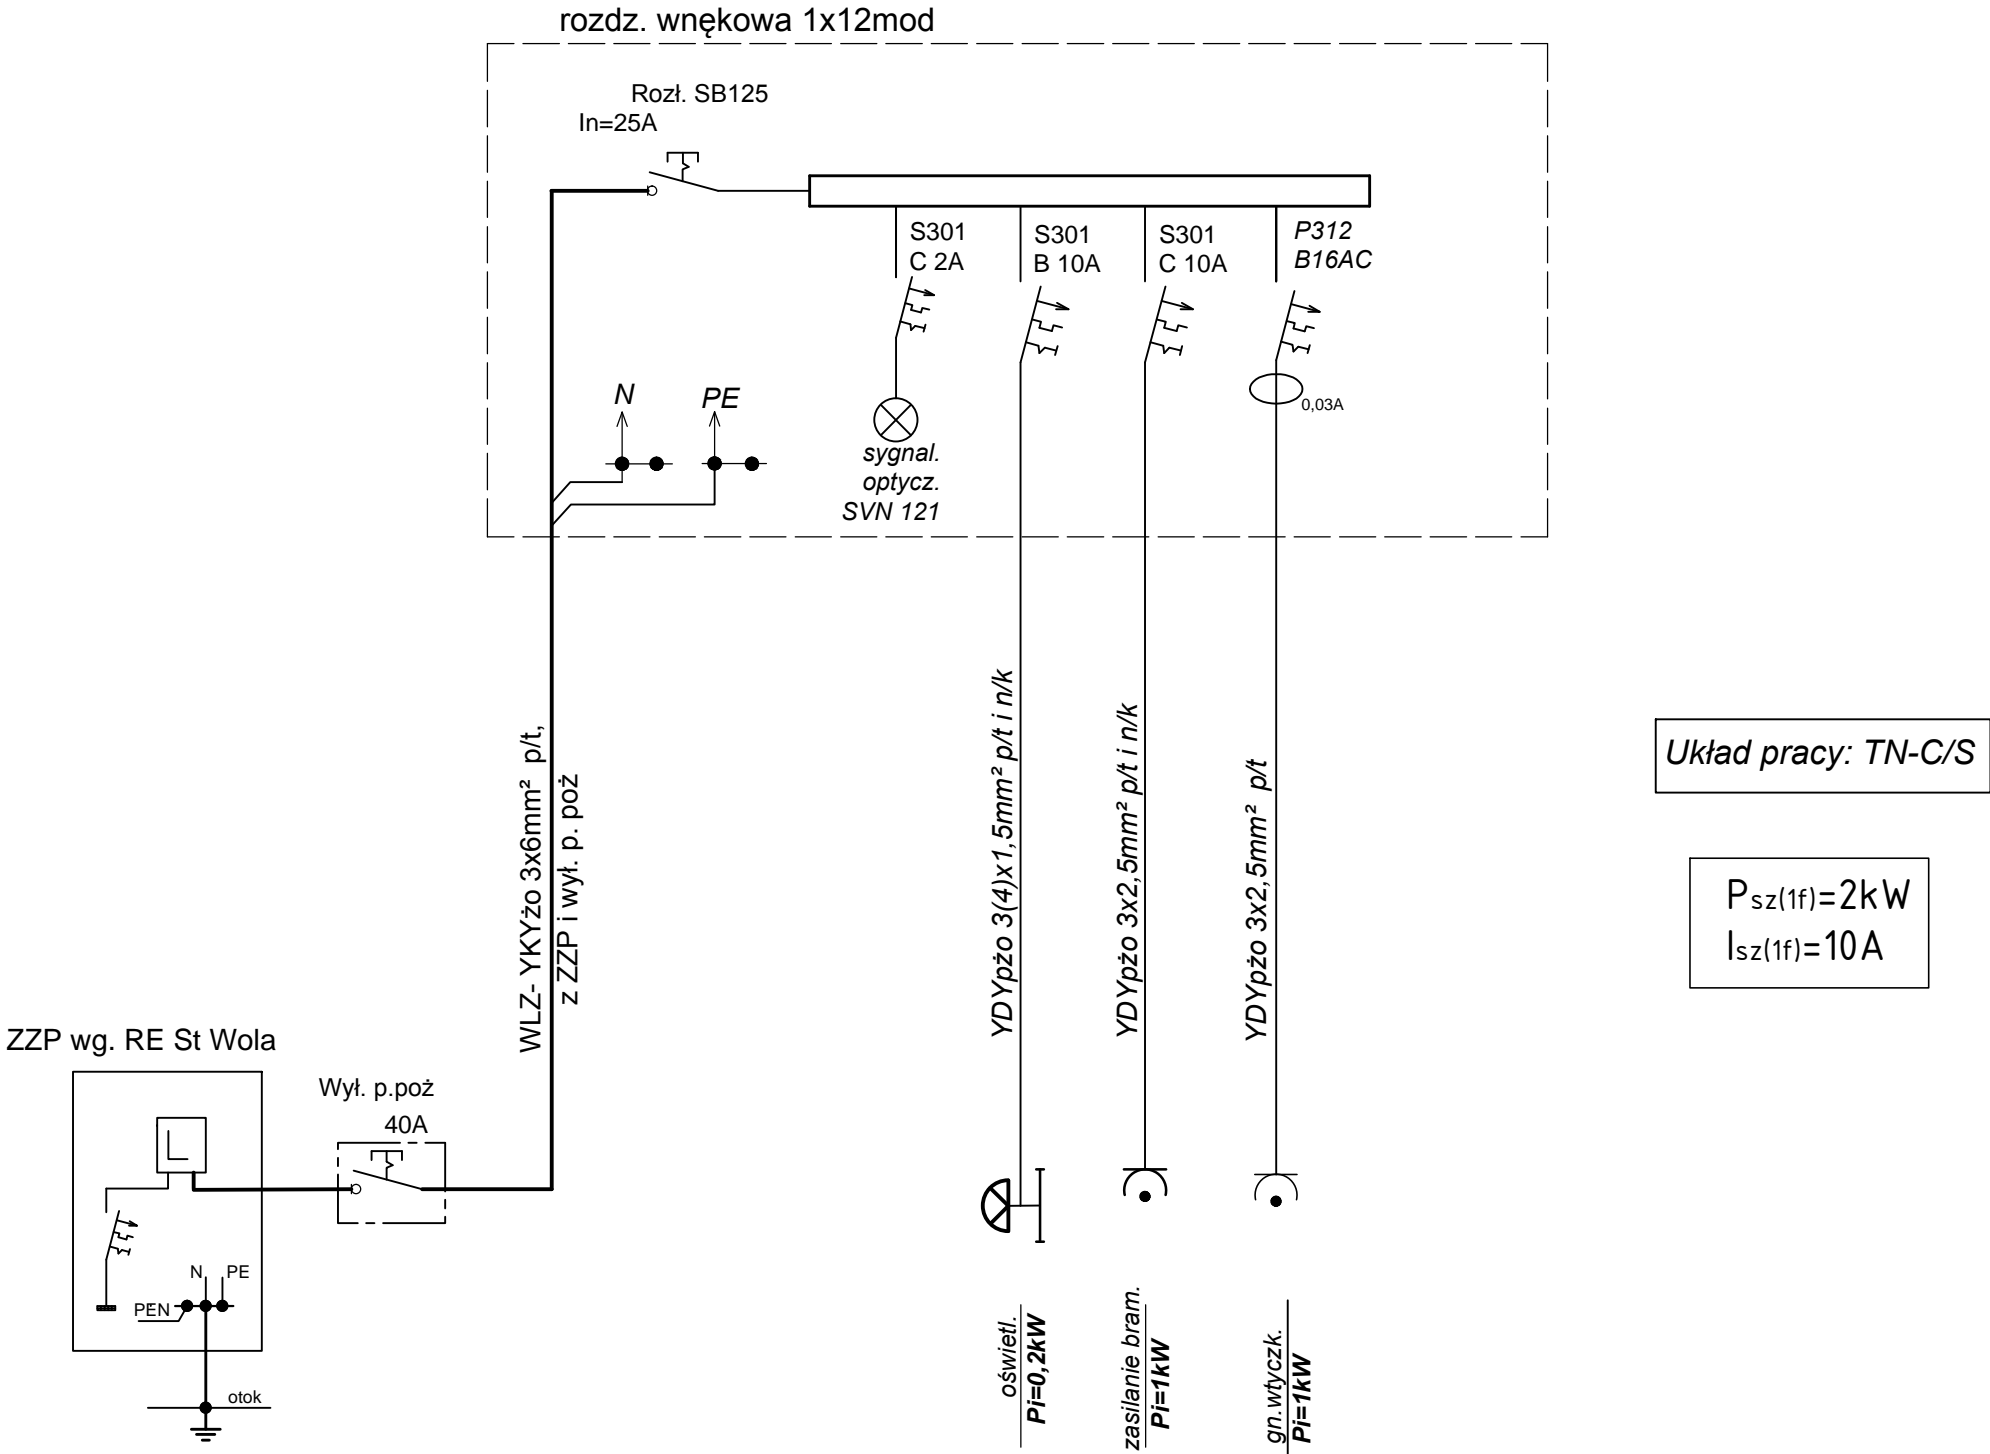 rozdz. wnękowa 1x12mod
Rozł. SB125
In=25A
S301
C 2A
S301
B 10A
S301
C 10A
P312
B16AC
0,03A
N
PE
sygnal.
optycz.
SVN 121
WLZ- YKYżo 3x6mm² p/t,
z ZZP i wył. p. poż
YDYpżo 3(4)x1,5mm² p/t i n/k
YDYpżo 3x2,5mm² p/t i n/k
YDYpżo 3x2,5mm² p/t
Układ pracy: TN-C/S
Psz(1f)=2kW
Isz(1f)=10A
ZZP wg. RE St Wola
Wył. p.poż
40A
L
N
PE
PEN
otok
oświetl.
Pi=0,2kW
zasilanie bram.
Pi=1kW
gn.wtyczk.
Pi=1kW